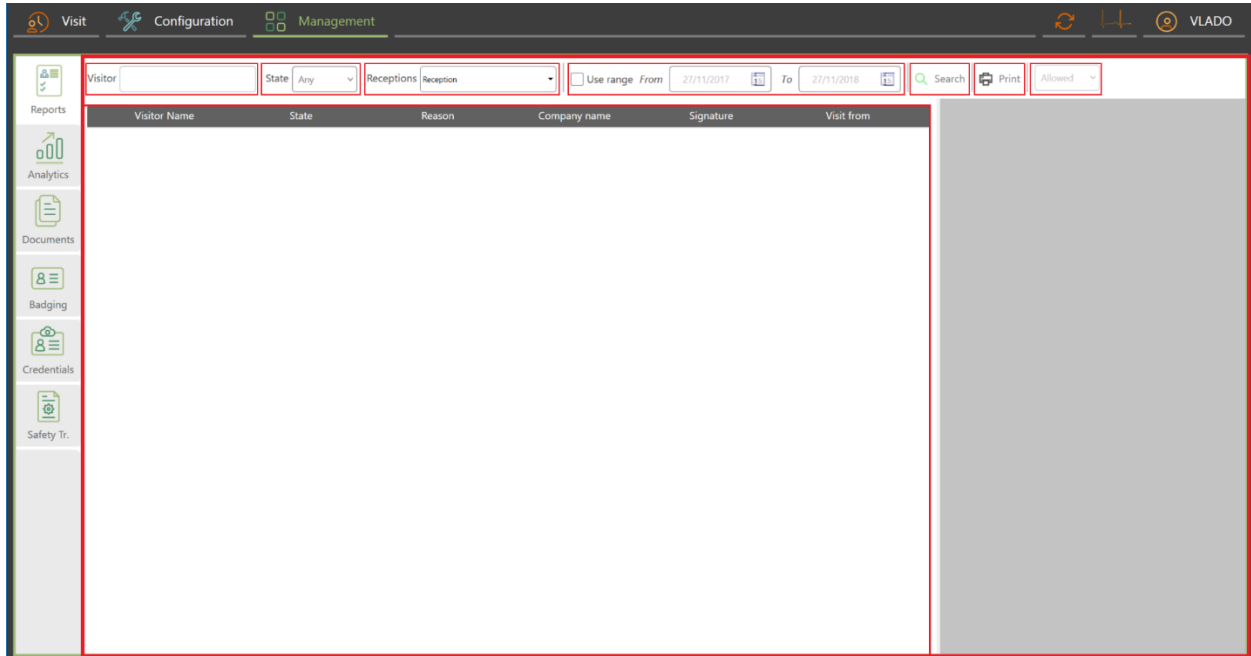 Visit Configuration Management VLADO
Visitor State Any Receptions Reception Use range From 27/11/2017 15 To 27/11/2018 15 Search Print Allowed
Reports
Visitor Name State Reason Company name Signature Visit from
Analytics
Documents
Badging
Credentials
Safety Tr.